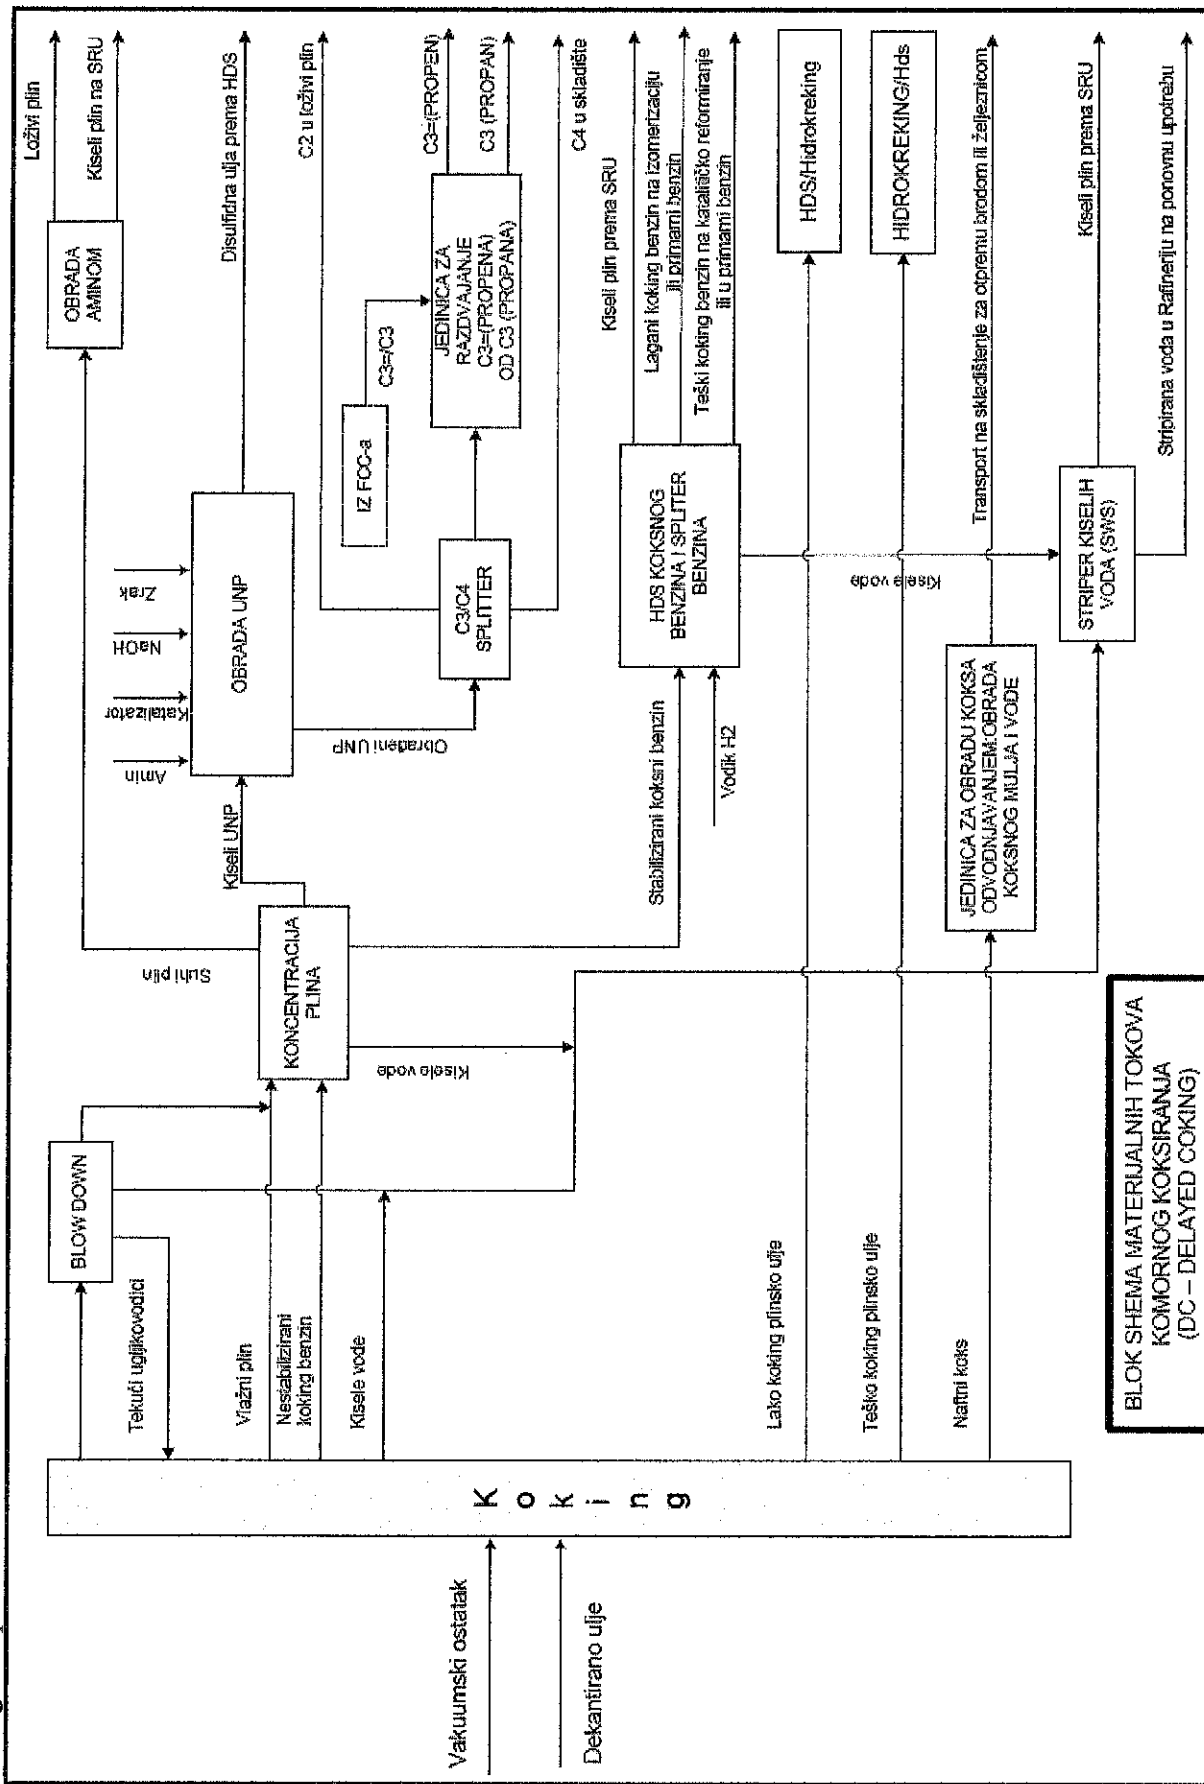 Vakuumski ostatak
Dekantirano ulje
Koking
BLOW DOWN
Tekući ugljikovodici
Vlažni plin
Nestabilizirani
koking benzin
Kisele vode
Lako koking plinsko ulje
Teško koking plinsko ulje
Naftni koks
KONCENTRACIJA
PLINA
Suhi plin
Kiseli UNP
Kisele vode
Stabilizirani koksni benzin
Vodik H2
Amin
Katalizator
NaOH
Zrak
OBRADA UNP
Obrađeni UNP
C3/C4
SPLITTER
IZ FCC-a
C3=/C3
OBRADA
AMINOM
JEDINICA ZA
RAZDVAJANJE
C3=(PROPENA)
OD C3 (PROPANA)
HDS KOKSNOG
BENZINA I SPLITER
BENZINA
Kisele vode
JEDINICA ZA OBRADU KOKSA
ODVODNJAVANJEM:OBRADA
KOKSNOG MULJA I VODE
STRIPER KISELIH
VODA (SWS)
HDS/Hidrokreking
HIDROKREKING/Hds
Loživi plin
Kiseli plin na SRU
Disulfidna ulja prema HDS
C2 u loživi plin
C3=(PROPEN)
C3 (PROPAN)
C4 u skladište
Kiseli plin prema SRU
Lagani koking benzin na izomerizaciju
ili primarni benzin
Teški koking benzin na katalitičko reformiranje
ili u primarni benzin
Transport na skladištenje za otpremu brodom ili željeznicom
Kiseli plin prema SRU
Stripirana voda u Rafineriju na ponovnu upotrebu
BLOK SHEMA MATERIJALNIH TOKOVA
KOMORNOG KOKSIRANJA
(DC – DELAYED COKING)